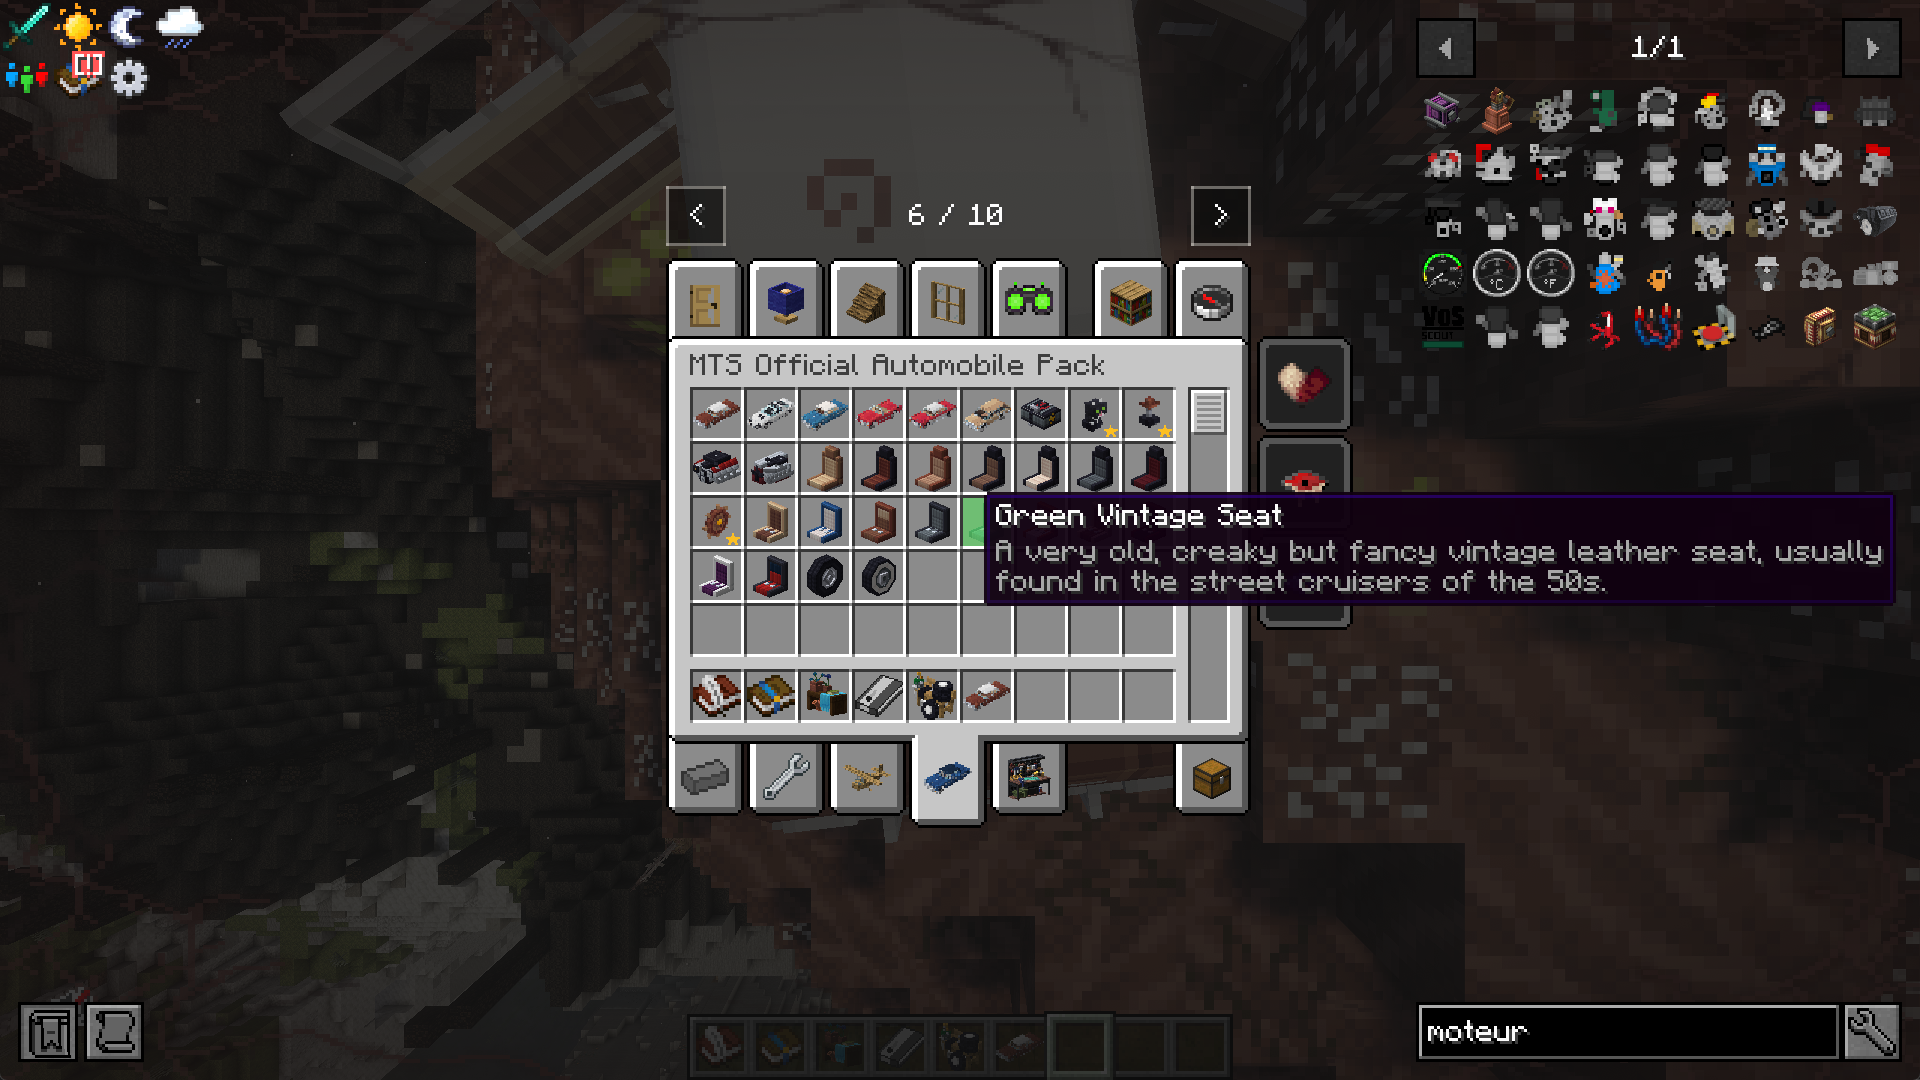 1/1
6 / 10
°C
°F
VoS
SCOUT
MTS Official Automobile Pack
Green Vintage Seat
A very old, creaky but fancy vintage leather seat, usually
found in the street cruisers of the 50s.
moteur